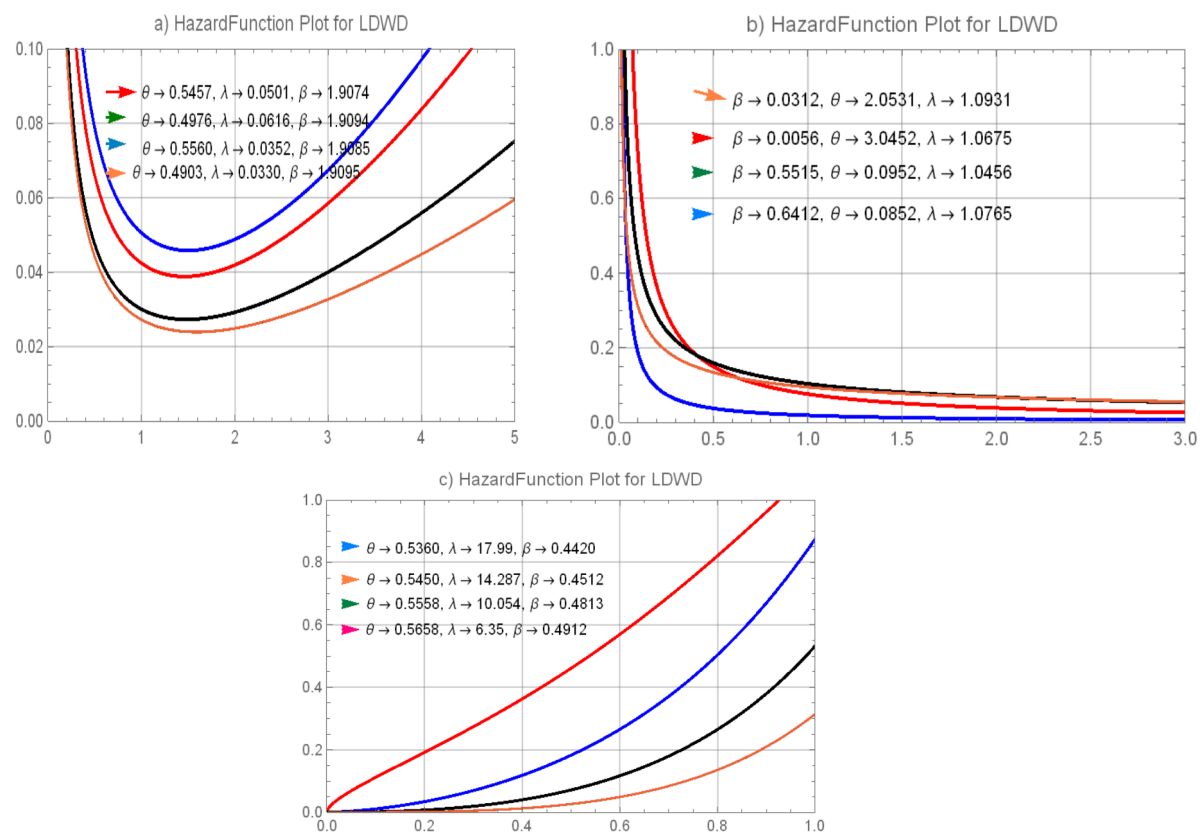 a) HazardFunction Plot for LDWD
0.10
0.08
0.06
0.04
0.02
0.00
θ → 0.5457, λ → 0.0501, β → 1.9074
θ → 0.4976, λ → 0.0616, β → 1.9094
θ → 0.5560, λ → 0.0352, β → 1.9085
θ → 0.4903, λ → 0.0330, β → 1.9095
0 1 2 3 4 5
b) HazardFunction Plot for LDWD
1.0
0.8
0.6
0.4
0.2
0.0
β → 0.0312, θ → 2.0531, λ → 1.0931
β → 0.0056, θ → 3.0452, λ → 1.0675
β → 0.5515, θ → 0.0952, λ → 1.0456
β → 0.6412, θ → 0.0852, λ → 1.0765
0.0 0.5 1.0 1.5 2.0 2.5 3.0
c) HazardFunction Plot for LDWD
1.0
0.8
0.6
0.4
0.2
0.0
θ → 0.5360, λ → 17.99, β → 0.4420
θ → 0.5450, λ → 14.287, β → 0.4512
θ → 0.5558, λ → 10.054, β → 0.4813
θ → 0.5658, λ → 6.35, β → 0.4912
0.0 0.2 0.4 0.6 0.8 1.0